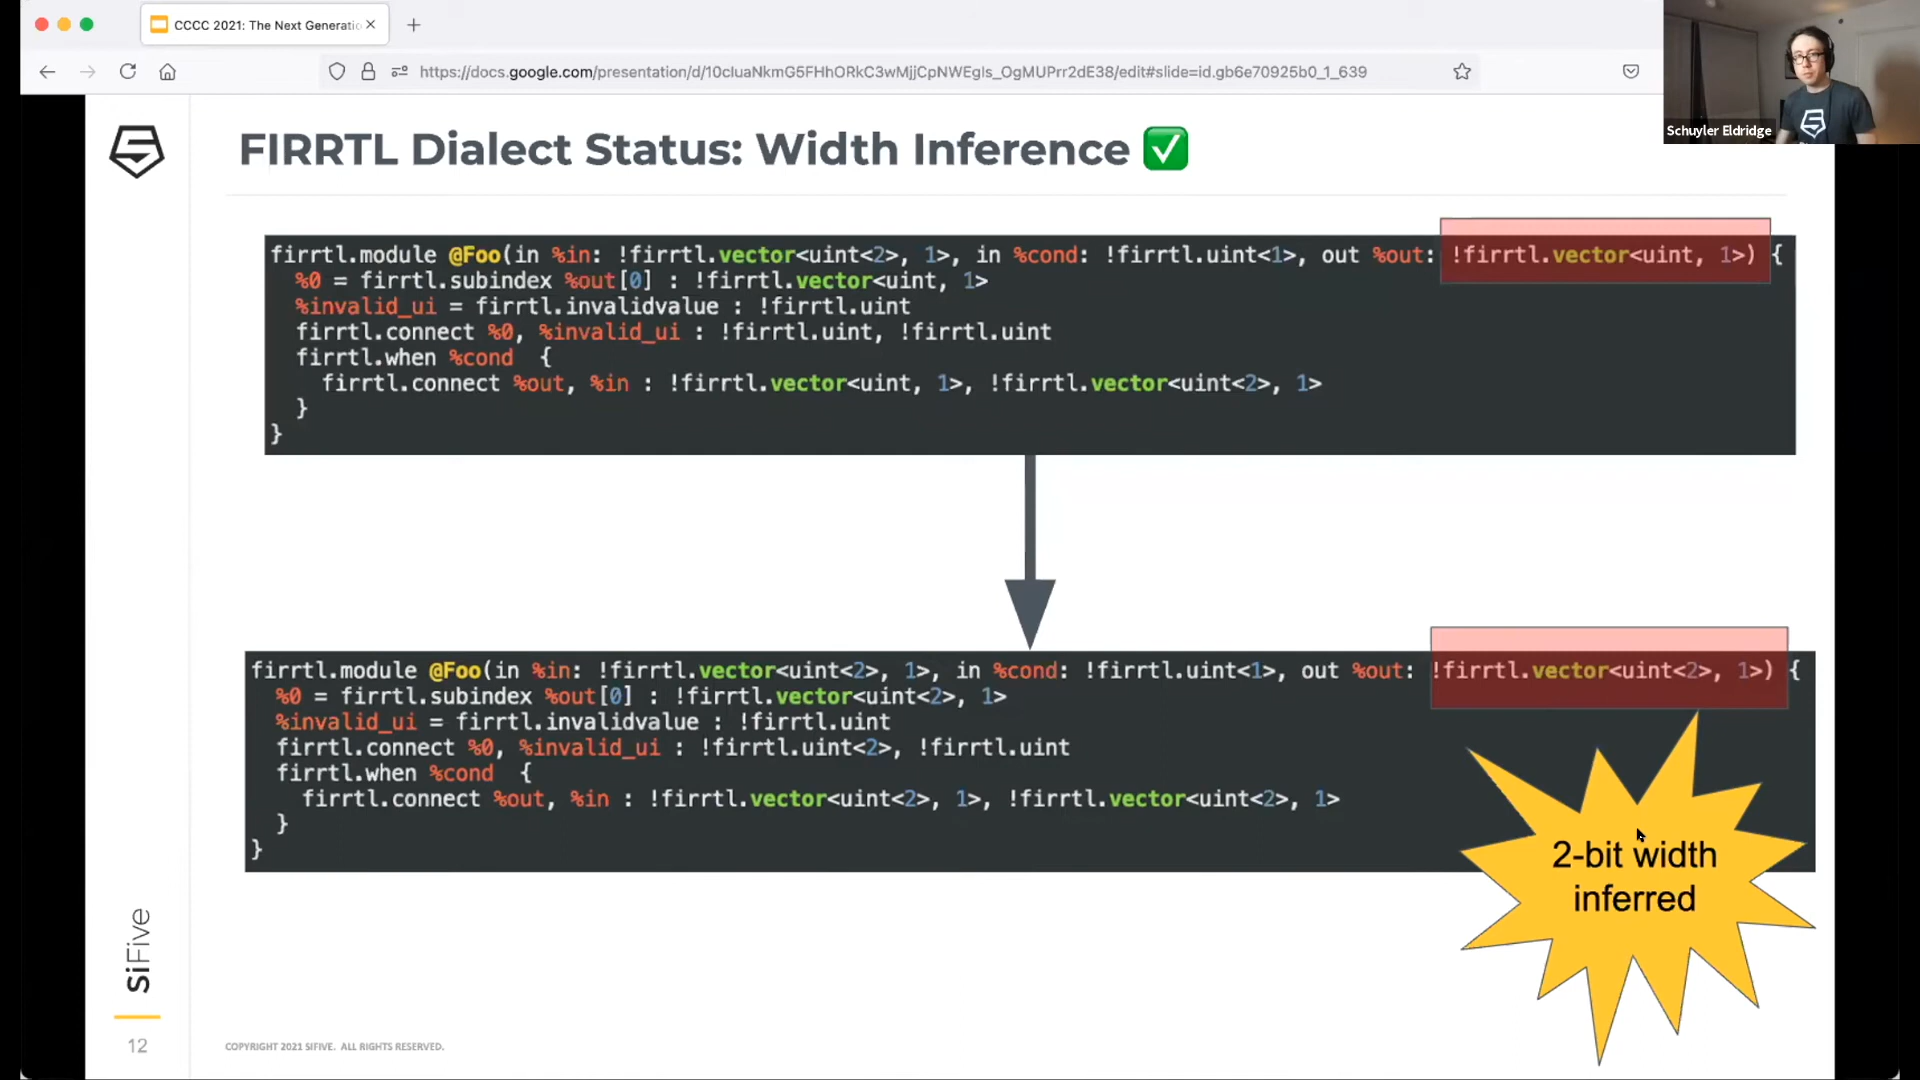 CCCC 2021: The Next Generatio
https://docs.google.com/presentation/d/10cIuaNkmG5FHhORkC3wMjjCpNWEgIs_OgMUPrr2dE38/edit#slide=id.gb6e70925b0_1_639
Schuyler Eldridge
FIRRTL Dialect Status: Width Inference ✅
firrtl.module @Foo(in %in: !firrtl.vector<uint<2>, 1>, in %cond: !firrtl.uint<1>, out %out: !firrtl.vector<uint, 1>) {
%0 = firrtl.subindex %out[0] : !firrtl.vector<uint, 1>
%invalid_ui = firrtl.invalidvalue : !firrtl.uint
firrtl.connect %0, %invalid_ui : !firrtl.uint, !firrtl.uint
firrtl.when %cond {
firrtl.connect %out, %in : !firrtl.vector<uint, 1>, !firrtl.vector<uint<2>, 1>
}
}
firrtl.module @Foo(in %in: !firrtl.vector<uint<2>, 1>, in %cond: !firrtl.uint<1>, out %out: !firrtl.vector<uint<2>, 1>) {
%0 = firrtl.subindex %out[0] : !firrtl.vector<uint<2>, 1>
%invalid_ui = firrtl.invalidvalue : !firrtl.uint
firrtl.connect %0, %invalid_ui : !firrtl.uint<2>, !firrtl.uint
firrtl.when %cond {
firrtl.connect %out, %in : !firrtl.vector<uint<2>, 1>, !firrtl.vector<uint<2>, 1>
}
}
2-bit width
inferred
SiFive
12
COPYRIGHT 2021 SIFIVE. ALL RIGHTS RESERVED.